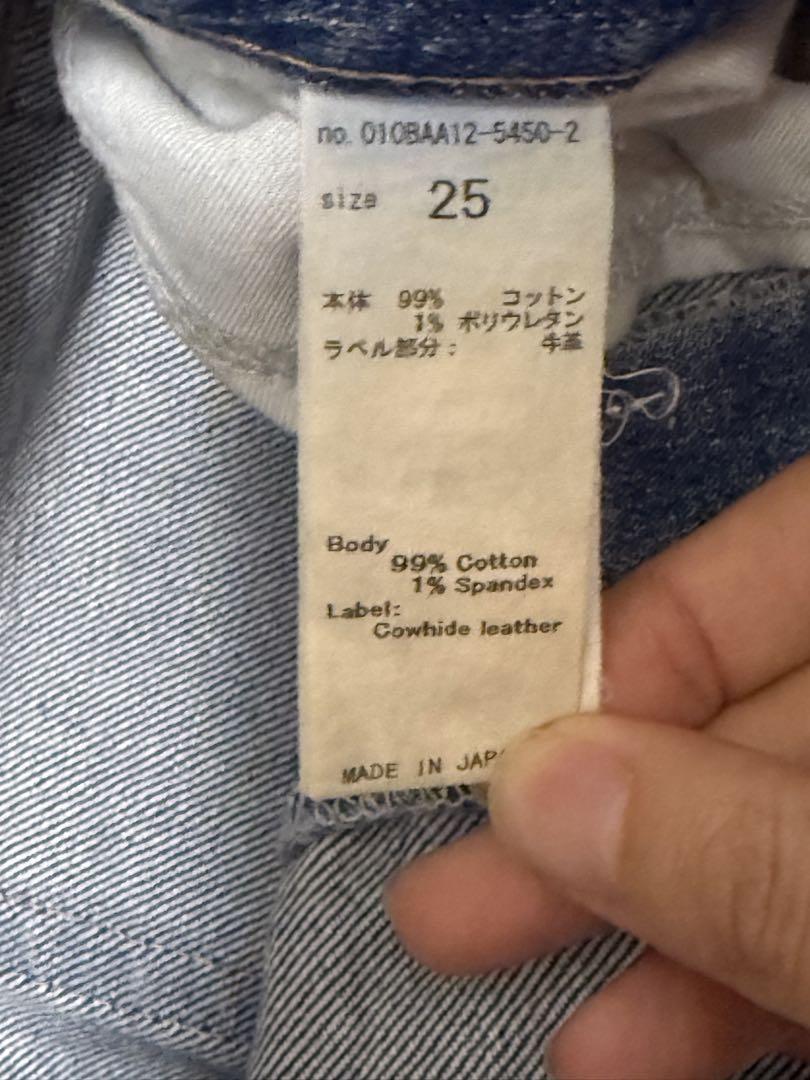 no. 010BAA12-5450-2
size 25
本体 99% コットン
1% ポリウレタン
ラベル部分： 牛革
Body
99% Cotton
1% Spandex
Label:
Cowhide leather
MADE IN JAP